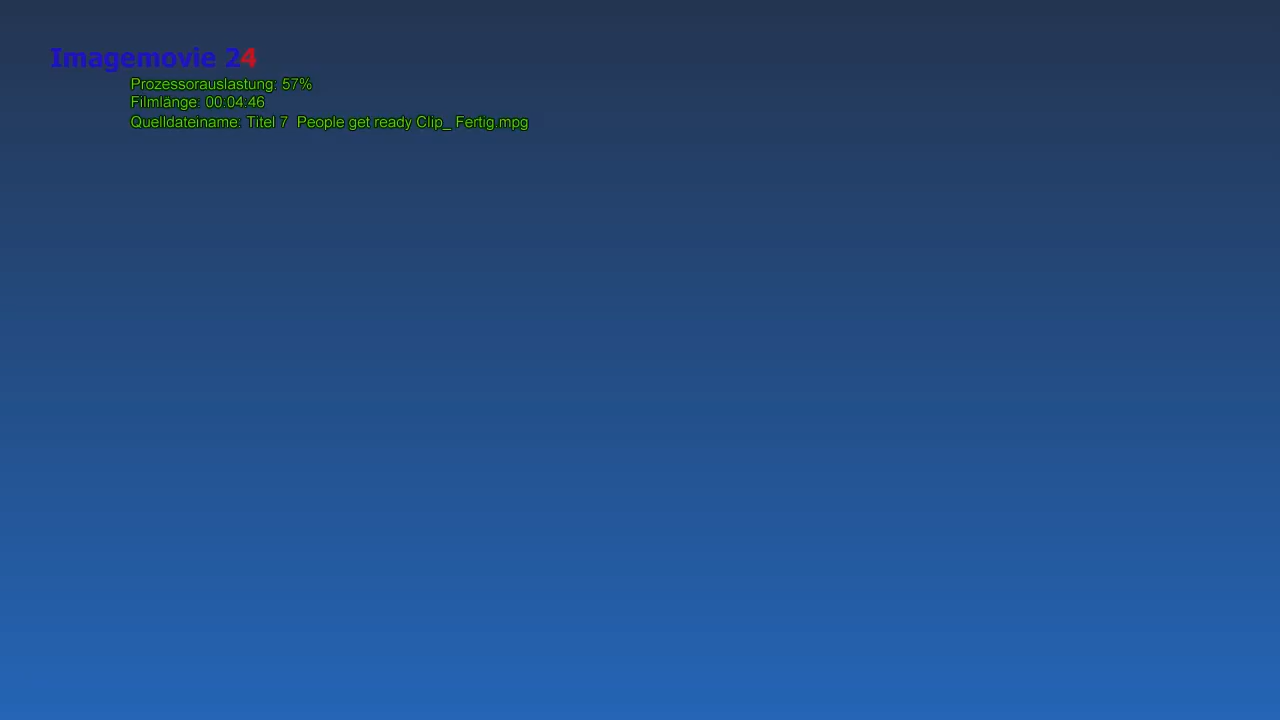 Imagemovie 24
Prozessorauslastung: 57%
Filmlänge: 00:04:46
Quelldateiname: Titel 7  People get ready Clip_ Fertig.mpg